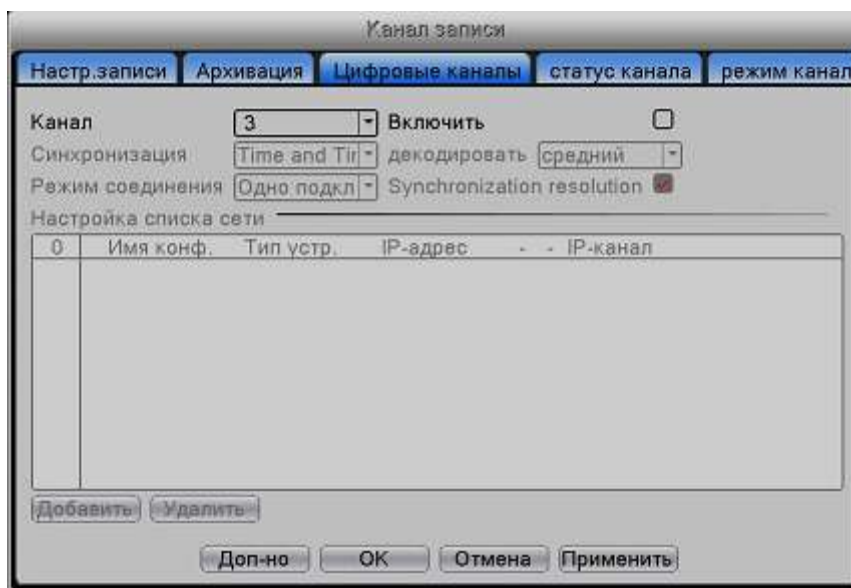 Канал записи
Настр.записи Архивация Цифровые каналы статус канала режим канал
Канал 3 Включить
Синхронизация Time and Tir декодировать средний
Режим соединения Одно подкл Synchronization resolution
Настройка списка сети
0 Имя конф. Тип устр. IP-адрес - - IP-канал
Добавить Удалить
Доп-но OK Отмена Применить